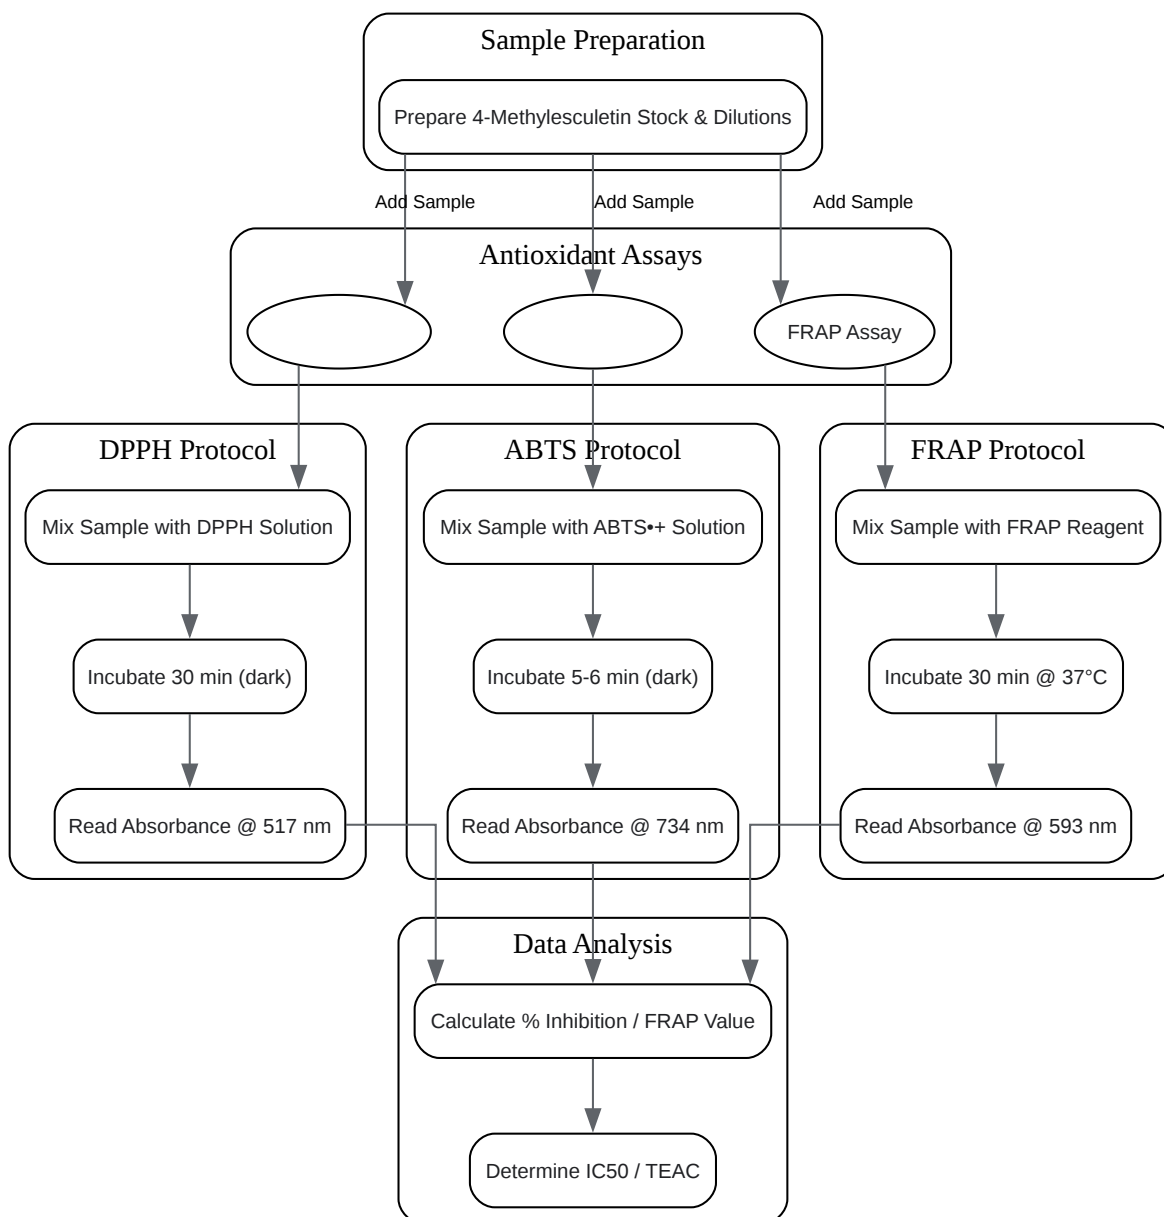 Sample Preparation
Prepare 4-Methylesculetin Stock & Dilutions
Add Sample
Add Sample
Add Sample
Antioxidant Assays
FRAP Assay
DPPH Protocol
ABTS Protocol
FRAP Protocol
Mix Sample with DPPH Solution
Mix Sample with ABTS•+ Solution
Mix Sample with FRAP Reagent
Incubate 30 min (dark)
Incubate 5-6 min (dark)
Incubate 30 min @ 37°C
Read Absorbance @ 517 nm
Read Absorbance @ 734 nm
Read Absorbance @ 593 nm
Data Analysis
Calculate % Inhibition / FRAP Value
Determine IC50 / TEAC